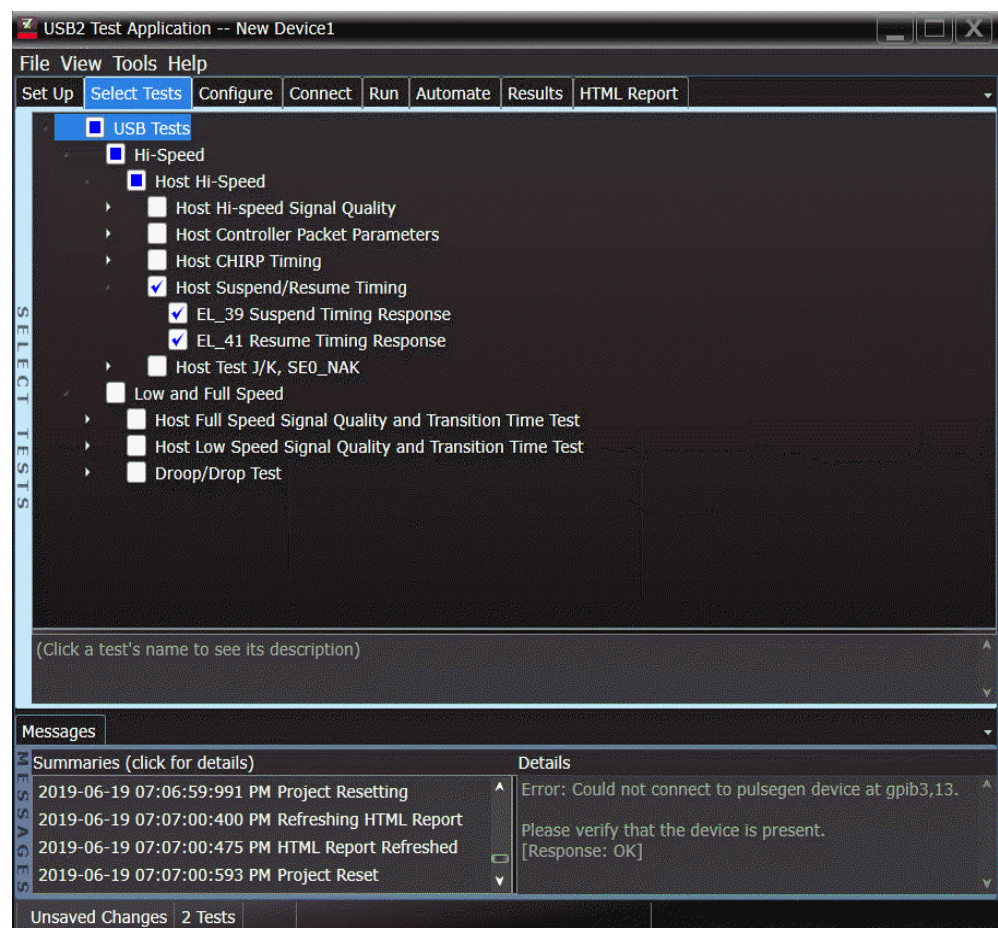 USB2 Test Application -- New Device1
File View Tools Help
Set Up Select Tests Configure Connect Run Automate Results HTML Report
SELECT TESTS
USB Tests
Hi-Speed
Host Hi-Speed
Host Hi-speed Signal Quality
Host Controller Packet Parameters
Host CHIRP Timing
Host Suspend/Resume Timing
EL_39 Suspend Timing Response
EL_41 Resume Timing Response
Host Test J/K, SE0_NAK
Low and Full Speed
Host Full Speed Signal Quality and Transition Time Test
Host Low Speed Signal Quality and Transition Time Test
Droop/Drop Test
(Click a test's name to see its description)
Messages
MESSAGES
Summaries (click for details)
2019-06-19 07:06:59:991 PM Project Resetting
2019-06-19 07:07:00:400 PM Refreshing HTML Report
2019-06-19 07:07:00:475 PM HTML Report Refreshed
2019-06-19 07:07:00:593 PM Project Reset
Details
Error: Could not connect to pulsegen device at gpib3,13.
Please verify that the device is present.
[Response: OK]
Unsaved Changes 2 Tests